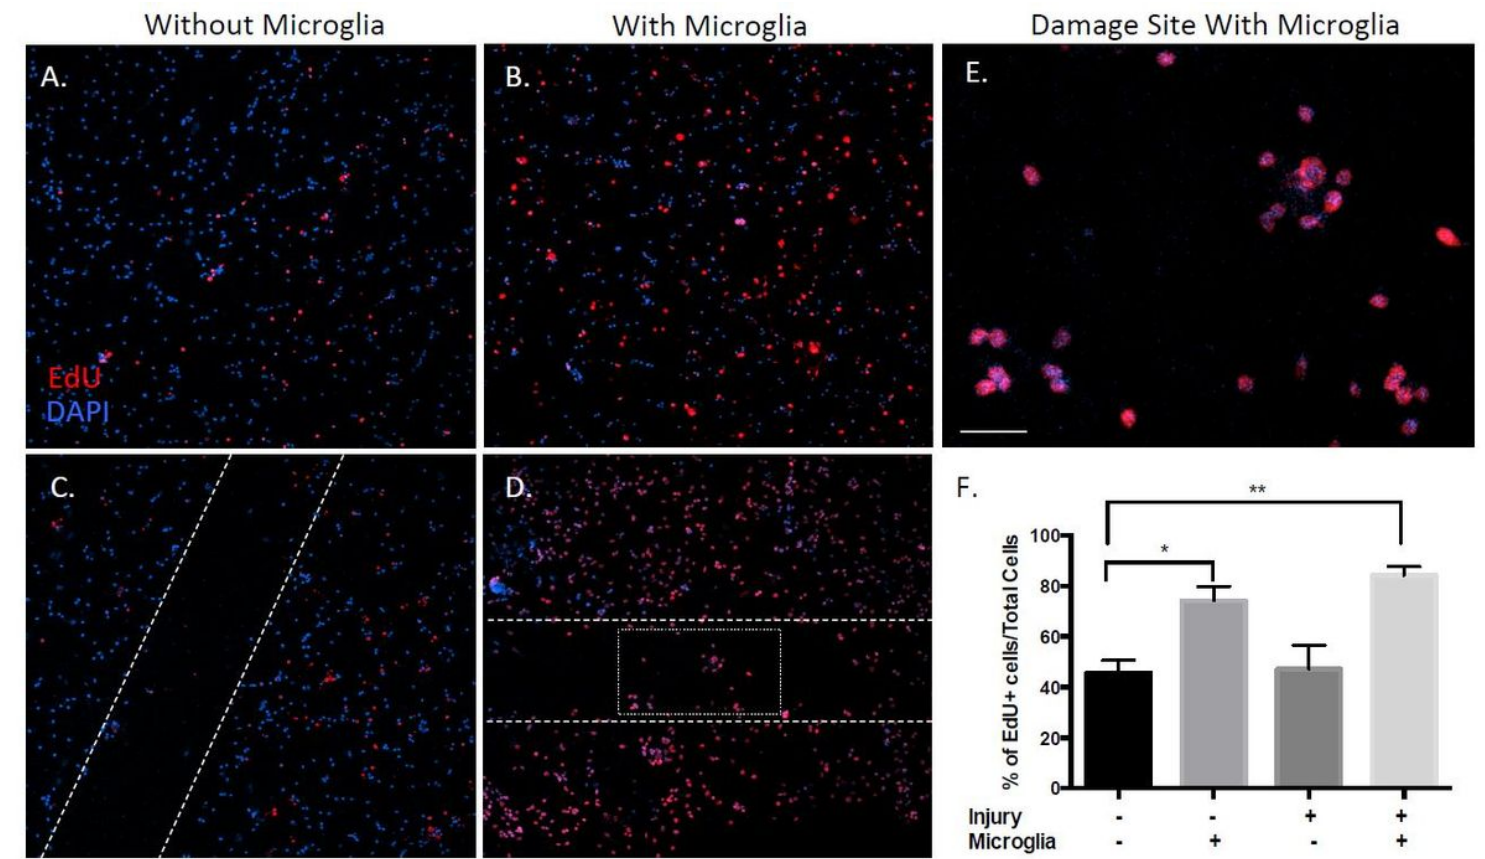 Without Microglia
With Microglia
Damage Site With Microglia
A.
B.
E.
EdU
DAPI
C.
D.
F.
**
*
% of EdU+ cells/Total Cells
100
80
60
40
20
0
Injury - - + +
Microglia - + - +